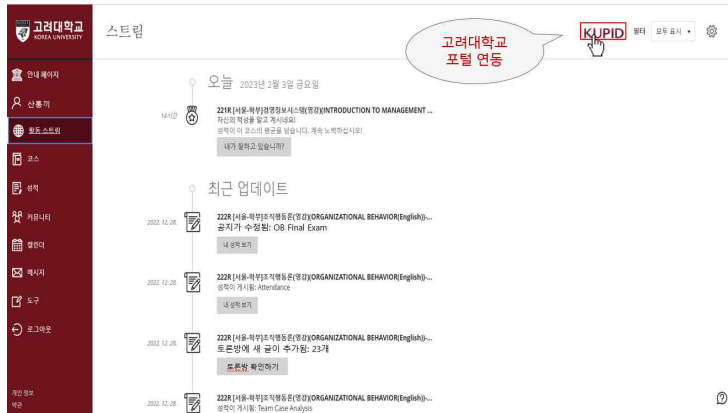 고려대학교
KOREA UNIVERSITY
안내 페이지
산통끼
활동 스트림
코스
성적
커뮤니티
캘린더
메시지
도구
로그아웃
개인 정보
약관
스트림
고려대학교
포털 연동
KUPID
필터
모두 표시
오늘 2023년 2월 3일 금요일
14시간
221R [서울-학부]경영정보시스템(영강)(INTRODUCTION TO MANAGEMENT ...
자신의 적성을 알고 계시네요!
성적이 이 코스의 평균을 넘습니다. 계속 노력하십시오!
내가 잘하고 있습니까?
최근 업데이트
2022. 12. 28.
222R [서울-학부]조직행동론(영강)(ORGANIZATIONAL BEHAVIOR(English))-...
공지가 수정됨: OB Final Exam
내 성적 보기
2022. 12. 28.
222R [서울-학부]조직행동론(영강)(ORGANIZATIONAL BEHAVIOR(English))-...
성적이 게시됨: Attendance
내 성적 보기
2022. 12. 28.
222R [서울-학부]조직행동론(영강)(ORGANIZATIONAL BEHAVIOR(English))-...
토론방에 새 글이 추가됨: 23개
토론방 확인하기
2022. 12. 28.
222R [서울-학부]조직행동론(영강)(ORGANIZATIONAL BEHAVIOR(English))-...
성적이 게시됨: Team Case Analysis